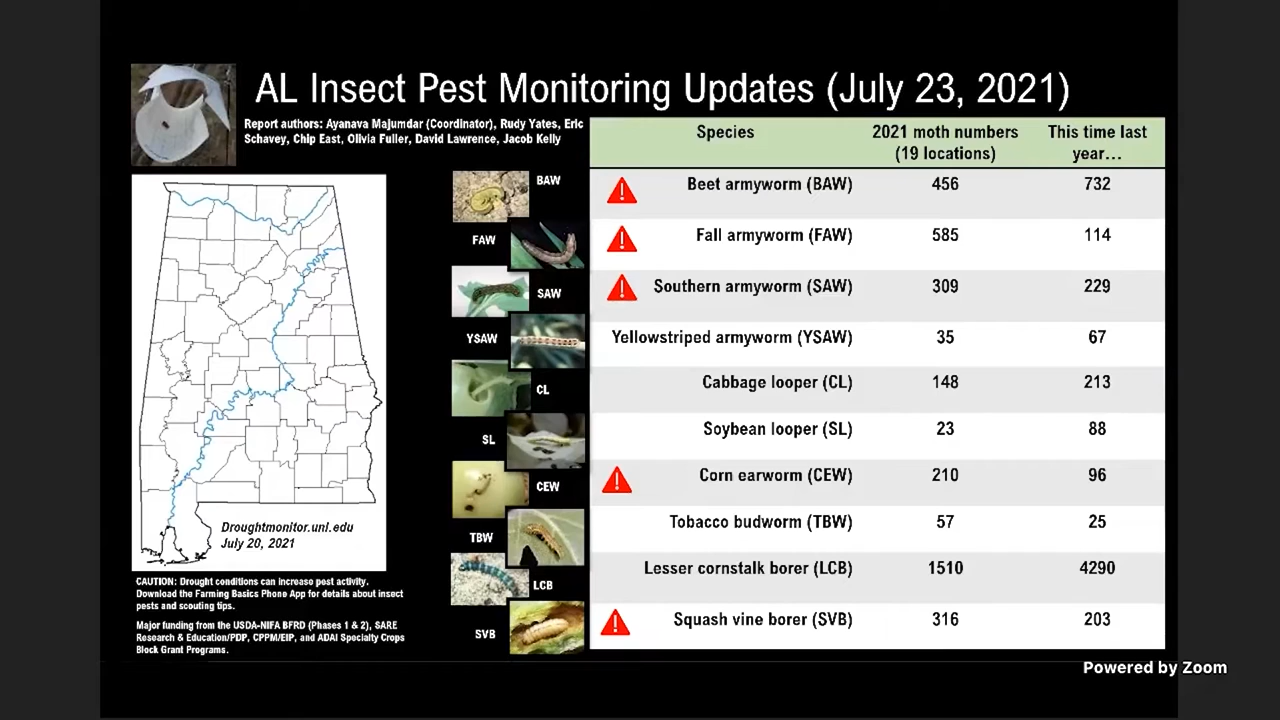 AL Insect Pest Monitoring Updates (July 23, 2021)
Report authors: Ayanava Majumdar (Coordinator), Rudy Yates, Eric
Schavey, Chip East, Olivia Fuller, David Lawrence, Jacob Kelly
Droughtmonitor.unl.edu
July 20, 2021
CAUTION: Drought conditions can increase pest activity.
Download the Farming Basics Phone App for details about insect
pests and scouting tips.
Major funding from the USDA-NIFA BFRD (Phases 1 & 2), SARE
Research & Education/PDP, CPPM/EIP, and ADAI Specialty Crops
Block Grant Programs.
BAW
FAW
SAW
YSAW
CL
SL
CEW
TBW
LCB
SVB
Species 2021 moth numbers This time last
(19 locations) year…
Beet armyworm (BAW) 456 732
Fall armyworm (FAW) 585 114
Southern armyworm (SAW) 309 229
Yellowstriped armyworm (YSAW) 35 67
Cabbage looper (CL) 148 213
Soybean looper (SL) 23 88
Corn earworm (CEW) 210 96
Tobacco budworm (TBW) 57 25
Lesser cornstalk borer (LCB) 1510 4290
Squash vine borer (SVB) 316 203
Powered by Zoom